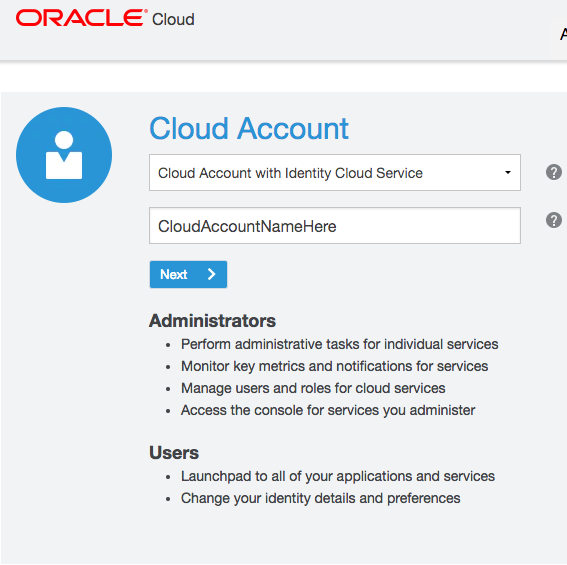 ORACLE Cloud
A
Cloud Account
Cloud Account with Identity Cloud Service
?
CloudAccountNameHere
?
Next
Administrators
• Perform administrative tasks for individual services
• Monitor key metrics and notifications for services
• Manage users and roles for cloud services
• Access the console for services you administer
Users
• Launchpad to all of your applications and services
• Change your identity details and preferences